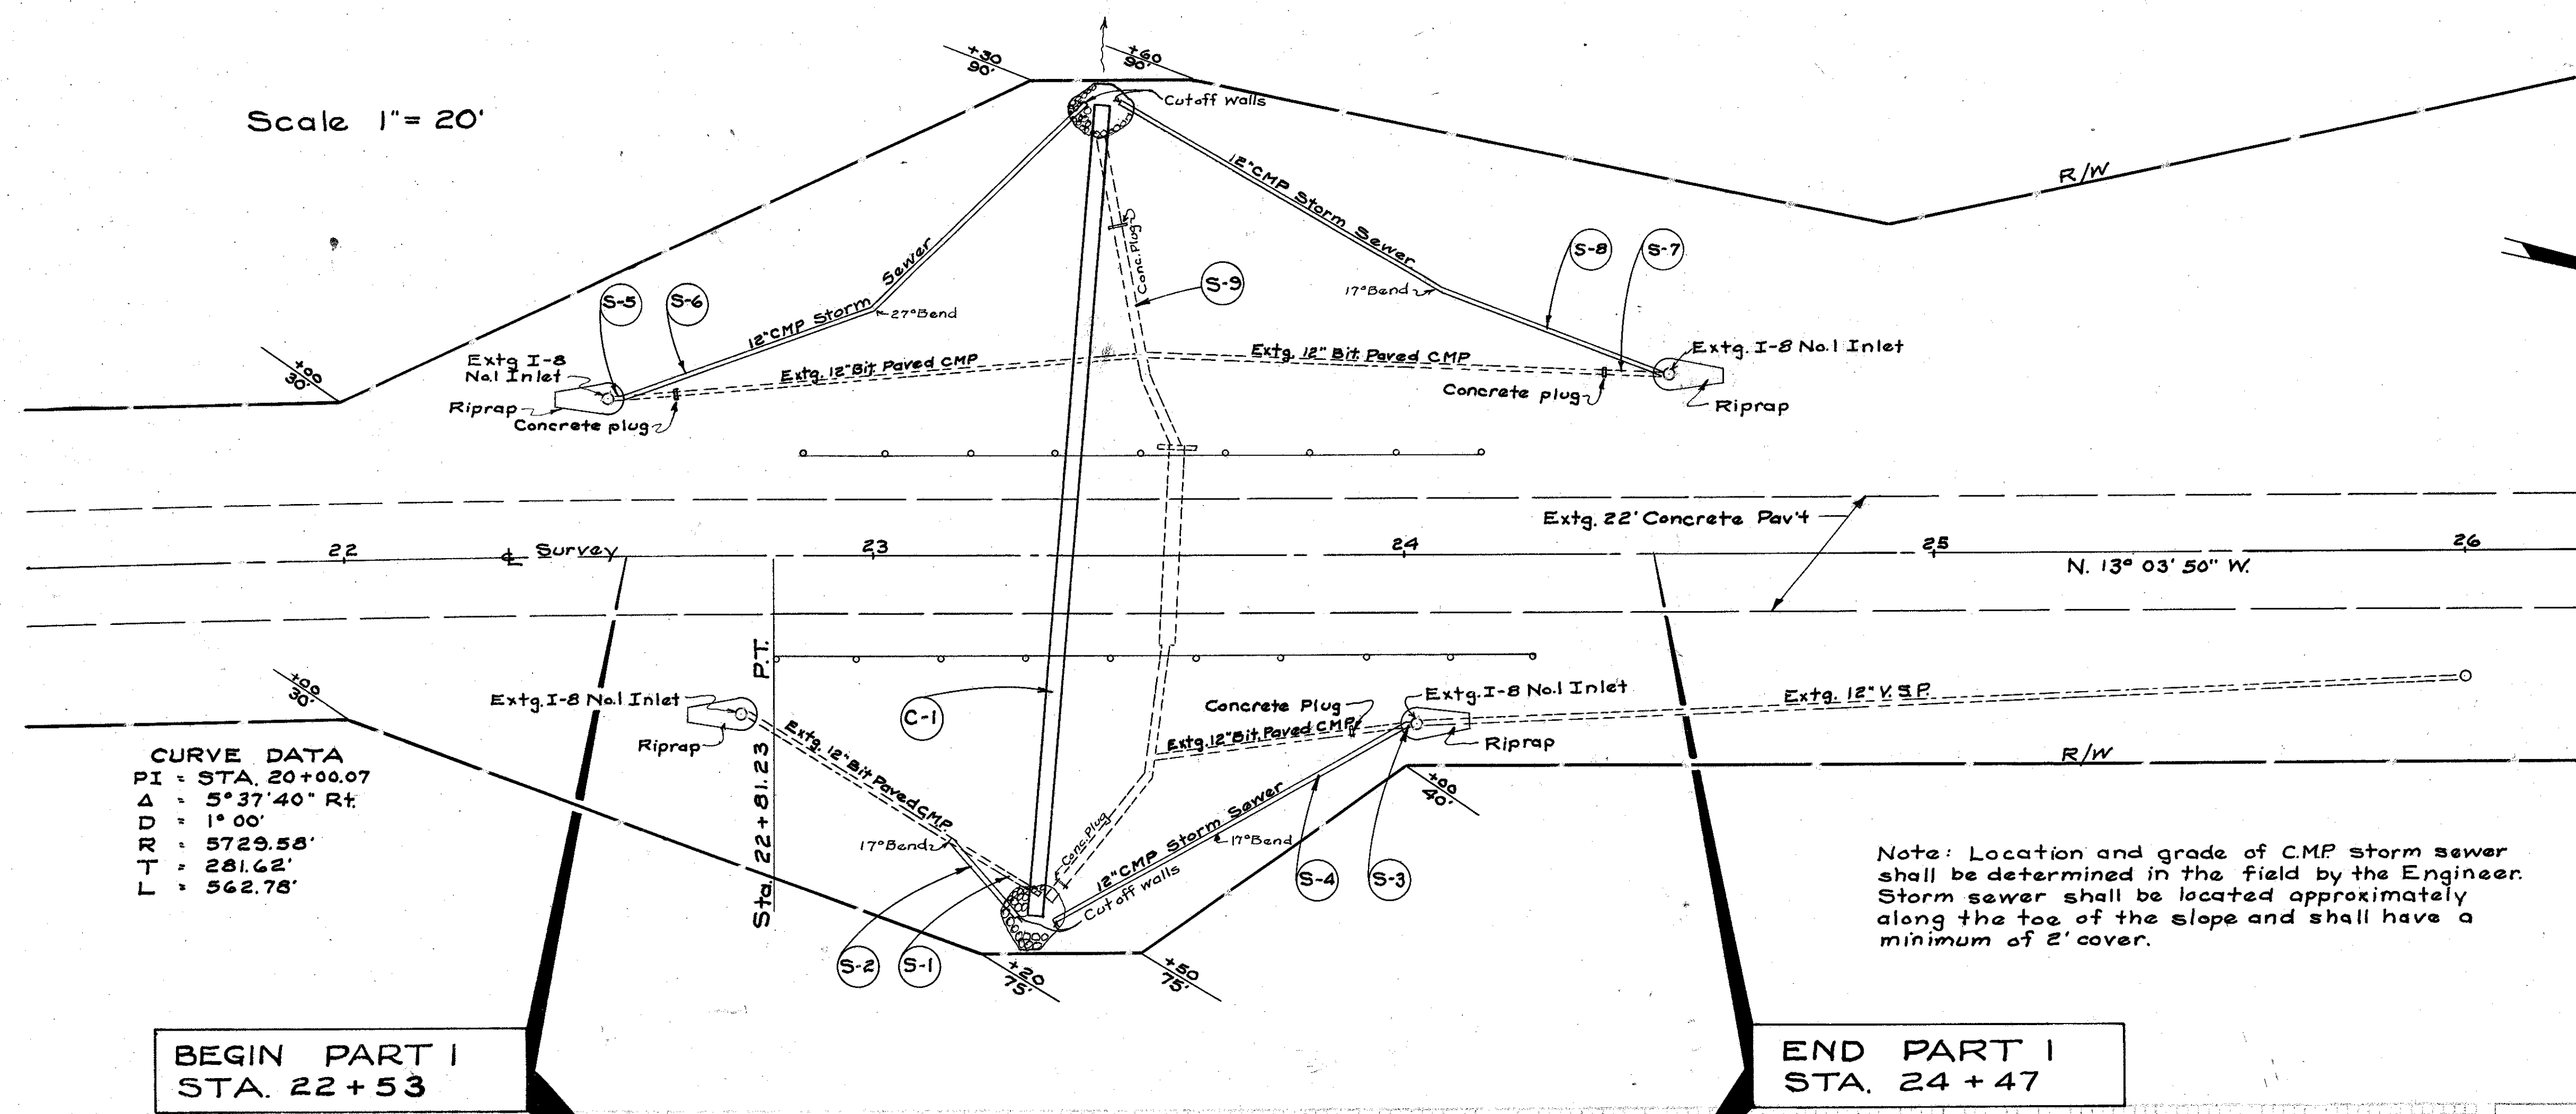 Scale 1" = 20'
+30
90'
+60
90'
Cutoff walls
R/W
12" CMP Storm Sewer
Conc. Plug
S-9
S-8
S-7
17° Bend
S-5
S-6
12" CMP Storm Sewer
27° Bend
+00
30'
Extg I-8
No.1 Inlet
Extg. 12" Bit Paved CMP
Extg. 12" Bit Paved CMP
Extg. I-8 No.1 Inlet
Riprap
Concrete plug
Concrete plug
Riprap
Extg. 22' Concrete Pav't
22
℄ Survey
23
24
25
26
N. 13° 03' 50" W.
+00
30'
Sta. 22+81.23 P.T.
Extg. I-8 No.1 Inlet
Riprap
Extg. 12" Bit Paved C.M.P.
C-1
Concrete Plug
Extg. 12" Bit. Paved CMP
Extg. I-8 No.1 Inlet
Riprap
Extg. 12" V.S.P.
R/W
+00
40'
CURVE DATA
PI = STA. 20+00.07
Δ = 5° 37' 40" Rt.
D = 1° 00'
R = 5729.58'
T = 281.62'
L = 562.78'
17° Bend
Conc. Plug
12" CMP Storm Sewer
17° Bend
Cutoff walls
S-4
S-3
S-2
S-1
+20
75'
+50
75'
Note: Location and grade of C.M.P. storm sewer
shall be determined in the field by the Engineer.
Storm sewer shall be located approximately
along the toe of the slope and shall have a
minimum of 2' cover.
BEGIN PART 1
STA. 22+53
END PART 1
STA. 24+47